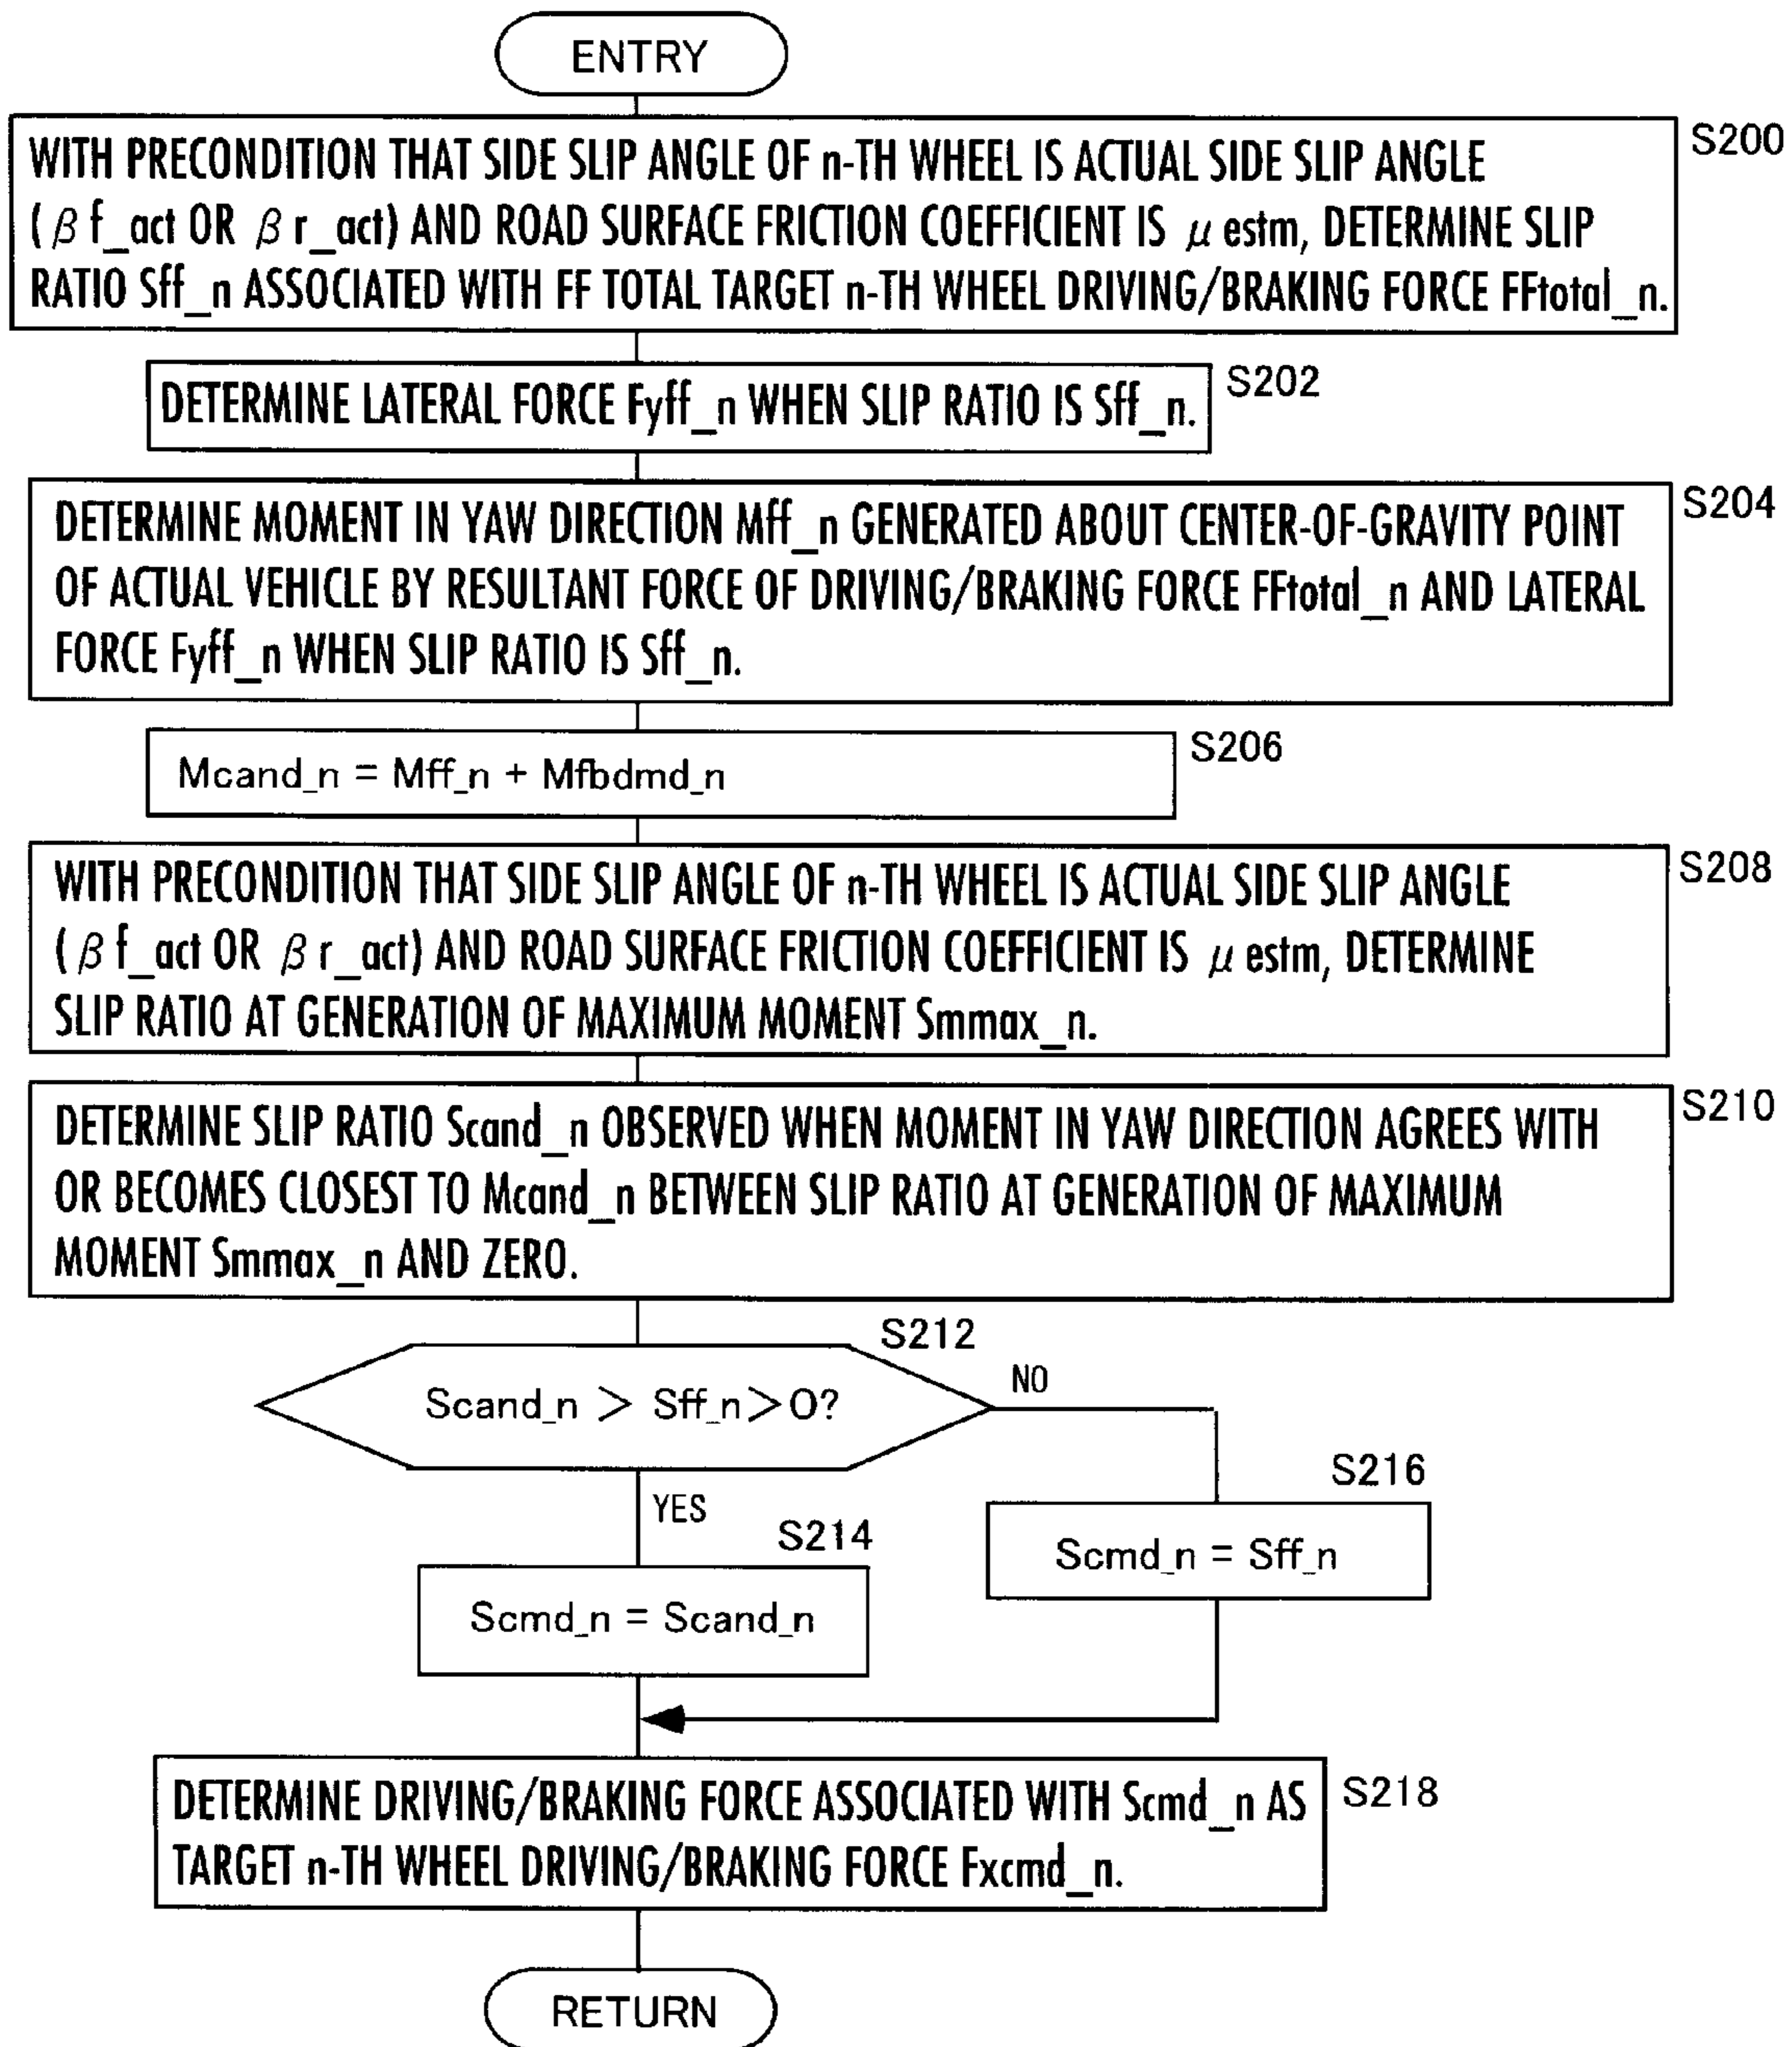 ENTRY
S200
WITH PRECONDITION THAT SIDE SLIP ANGLE OF n-TH WHEEL IS ACTUAL SIDE SLIP ANGLE
(βf_act OR βr_act) AND ROAD SURFACE FRICTION COEFFICIENT IS μestm, DETERMINE SLIP
RATIO Sff_n ASSOCIATED WITH FF TOTAL TARGET n-TH WHEEL DRIVING/BRAKING FORCE FFtotal_n.
S202
DETERMINE LATERAL FORCE Fyff_n WHEN SLIP RATIO IS Sff_n.
S204
DETERMINE MOMENT IN YAW DIRECTION Mff_n GENERATED ABOUT CENTER-OF-GRAVITY POINT
OF ACTUAL VEHICLE BY RESULTANT FORCE OF DRIVING/BRAKING FORCE FFtotal_n AND LATERAL
FORCE Fyff_n WHEN SLIP RATIO IS Sff_n.
S206
Mcand_n = Mff_n + Mfbdmd_n
S208
WITH PRECONDITION THAT SIDE SLIP ANGLE OF n-TH WHEEL IS ACTUAL SIDE SLIP ANGLE
(βf_act OR βr_act) AND ROAD SURFACE FRICTION COEFFICIENT IS μestm, DETERMINE
SLIP RATIO AT GENERATION OF MAXIMUM MOMENT Smmax_n.
S210
DETERMINE SLIP RATIO Scand_n OBSERVED WHEN MOMENT IN YAW DIRECTION AGREES WITH
OR BECOMES CLOSEST TO Mcand_n BETWEEN SLIP RATIO AT GENERATION OF MAXIMUM
MOMENT Smmax_n AND ZERO.
S212
Scand_n > Sff_n>0?
NO
YES
S216
Scmd_n = Sff_n
S214
Scmd_n = Scand_n
S218
DETERMINE DRIVING/BRAKING FORCE ASSOCIATED WITH Scmd_n AS
TARGET n-TH WHEEL DRIVING/BRAKING FORCE Fxcmd_n.
RETURN